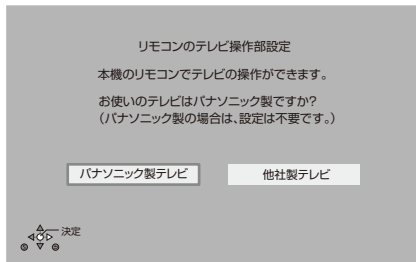 リモコンのテレビ操作部設定
本機のリモコンでテレビの操作ができます。
お使いのテレビはパナソニック製ですか?
(パナソニック製の場合は、設定は不要です。)
パナソニック製テレビ
他社製テレビ
決定